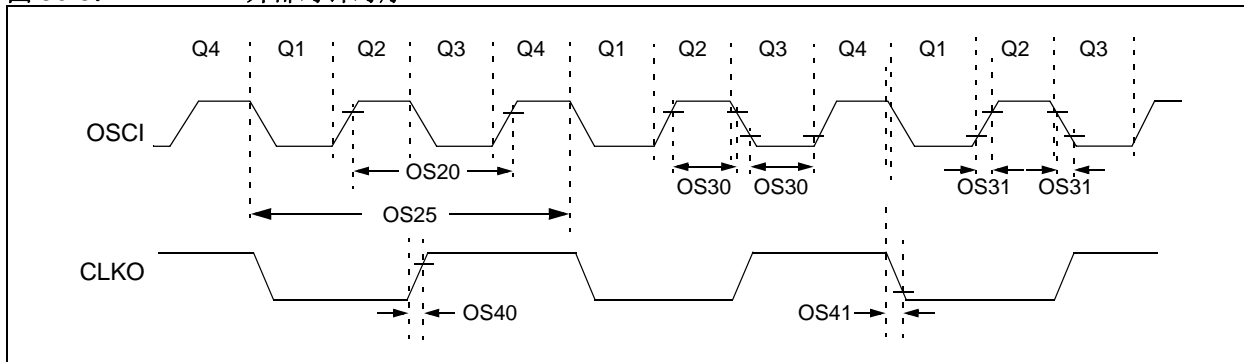 Q4 Q1 Q2 Q3 Q4 Q1 Q2 Q3 Q4 Q1 Q2 Q3
OSCI
OS20
OS30 OS30
OS31 OS31
OS25
CLKO
OS40
OS41